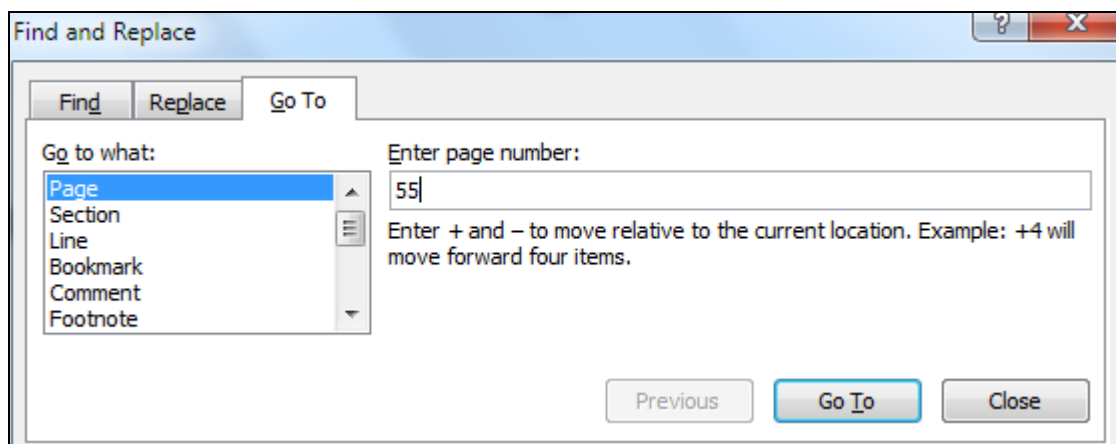 Find and Replace
Find
Replace
Go To
Go to what:
Page
Section
Line
Bookmark
Comment
Footnote
Enter page number:
55
Enter + and – to move relative to the current location. Example: +4 will
move forward four items.
Previous
Go To
Close